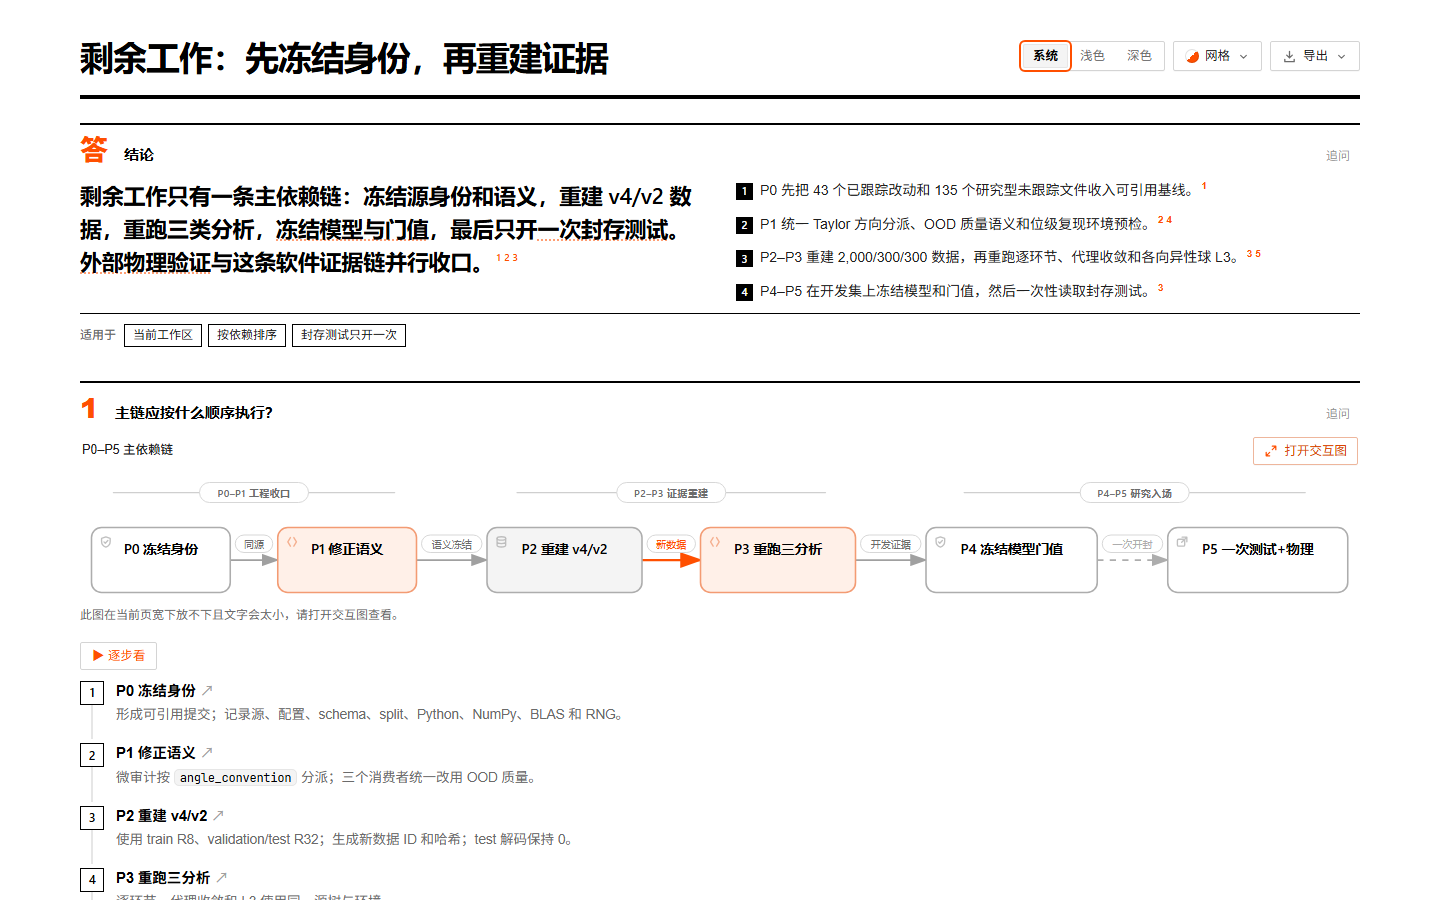 剩余工作：先冻结身份，再重建证据
系统 浅色 深色 网格 导出
答 结论 追问
剩余工作只有一条主依赖链：冻结源身份和语义，重建 v4/v2 数
据，重跑三类分析，冻结模型与门值，最后只开一次封存测试。
外部物理验证与这条软件证据链并行收口。 1 2 3
1 P0 先把 43 个已跟踪改动和 135 个研究型未跟踪文件收入可引用基线。 1
2 P1 统一 Taylor 方向分派、OOD 质量语义和位级复现环境预检。 2 4
3 P2–P3 重建 2,000/300/300 数据，再重跑逐环节、代理收敛和各向异性球 L3。 3 5
4 P4–P5 在开发集上冻结模型和门值，然后一次性读取封存测试。 3
适用于 当前工作区 按依赖排序 封存测试只开一次
1 主链应按什么顺序执行？ 追问
P0–P5 主依赖链 打开交互图
P0–P1 工程收口 P2–P3 证据重建 P4–P5 研究入场
P0 冻结身份 同源 P1 修正语义 语义冻结 P2 重建 v4/v2 新数据 P3 重跑三分析 开发证据 P4 冻结模型门值 一次开封 P5 一次测试+物理
此图在当前页宽下放不下且文字会太小，请打开交互图查看。
逐步看
1 P0 冻结身份
形成可引用提交；记录源、配置、schema、split、Python、NumPy、BLAS 和 RNG。
2 P1 修正语义
微审计按 angle_convention 分派；三个消费者统一改用 OOD 质量。
3 P2 重建 v4/v2
使用 train R8、validation/test R32；生成新数据 ID 和哈希；test 解码保持 0。
4 P3 重跑三分析